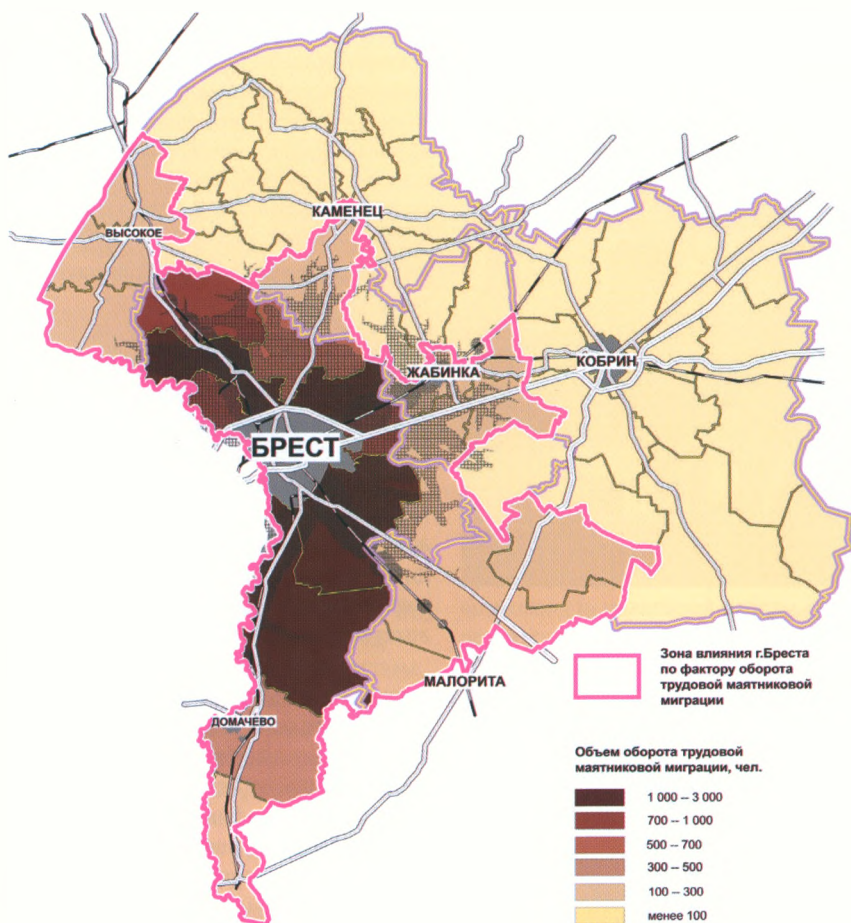 КАМЕНЕЦ
ВЫСОКОЕ
ЖАБИНКА
КОБРИН
БРЕСТ
МАЛОРИТА
ДОМАЧЕВО
Зона влияния г.Бреста
по фактору оборота
трудовой маятниковой
миграции
Объем оборота трудовой
маятниковой миграции, чел.
1 000 -- 3 000
700 -- 1 000
500 -- 700
300 -- 500
100 -- 300
менее 100